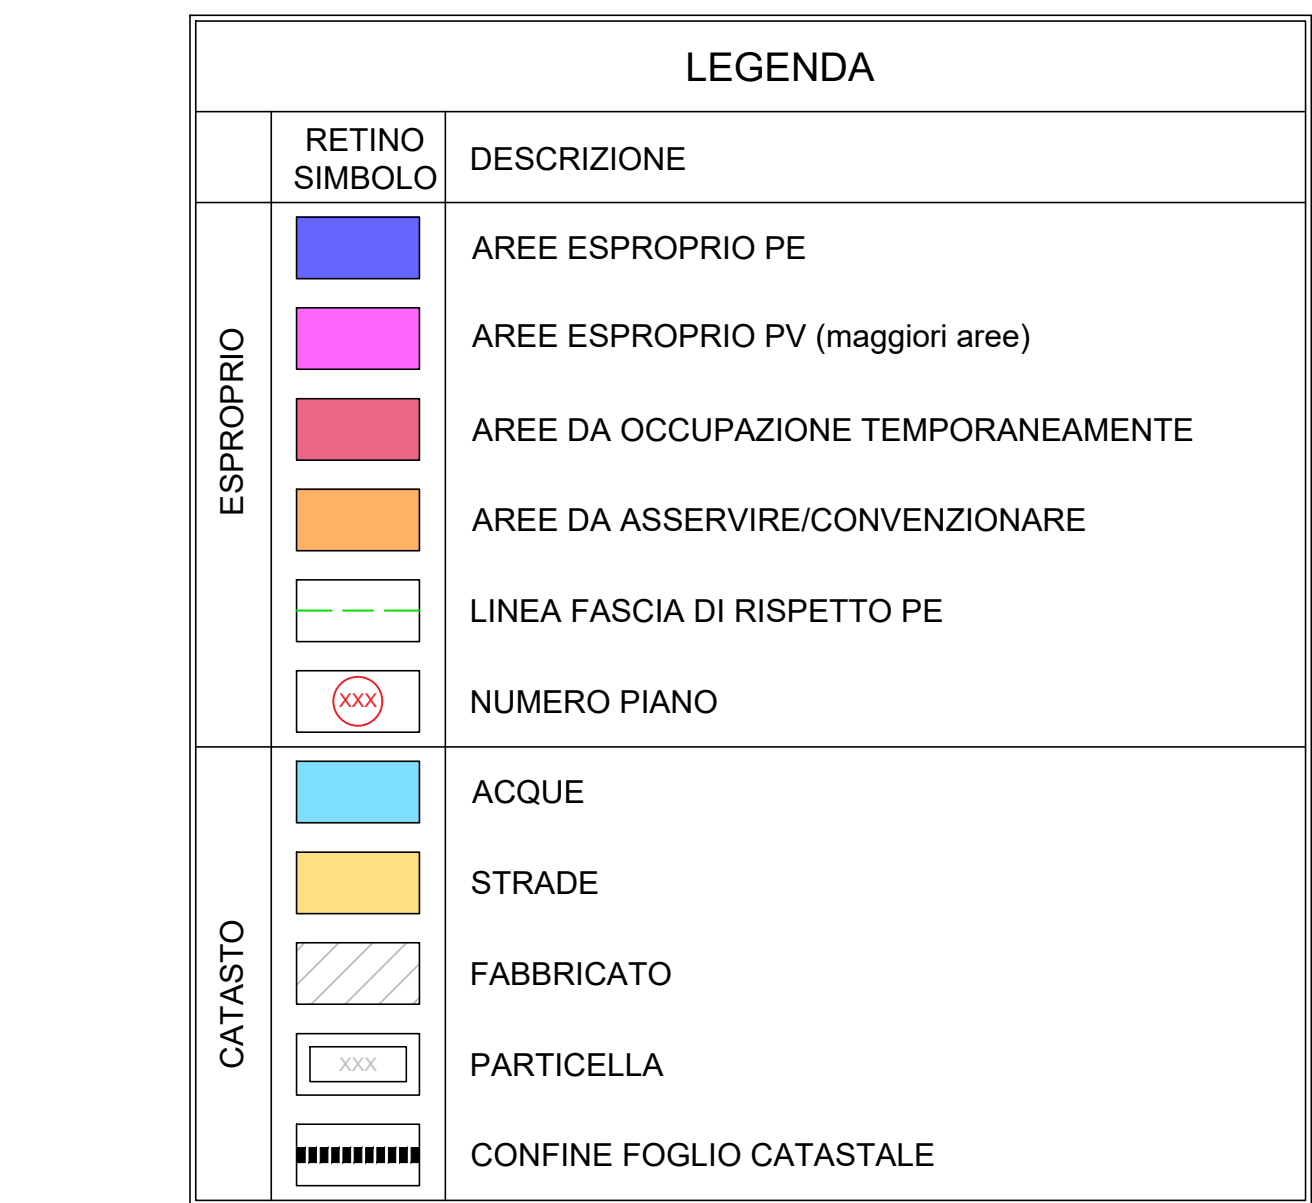 LEGENDA
RETINO
SIMBOLO
DESCRIZIONE
ESPROPRIO
AREE ESPROPRIO PE
AREE ESPROPRIO PV (maggiori aree)
AREE DA OCCUPAZIONE TEMPORANEAMENTE
AREE DA ASSERVIRE/CONVENZIONARE
LINEA FASCIA DI RISPETTO PE
XXX
NUMERO PIANO
CATASTO
ACQUE
STRADE
FABBRICATO
XXX
PARTICELLA
CONFINE FOGLIO CATASTALE